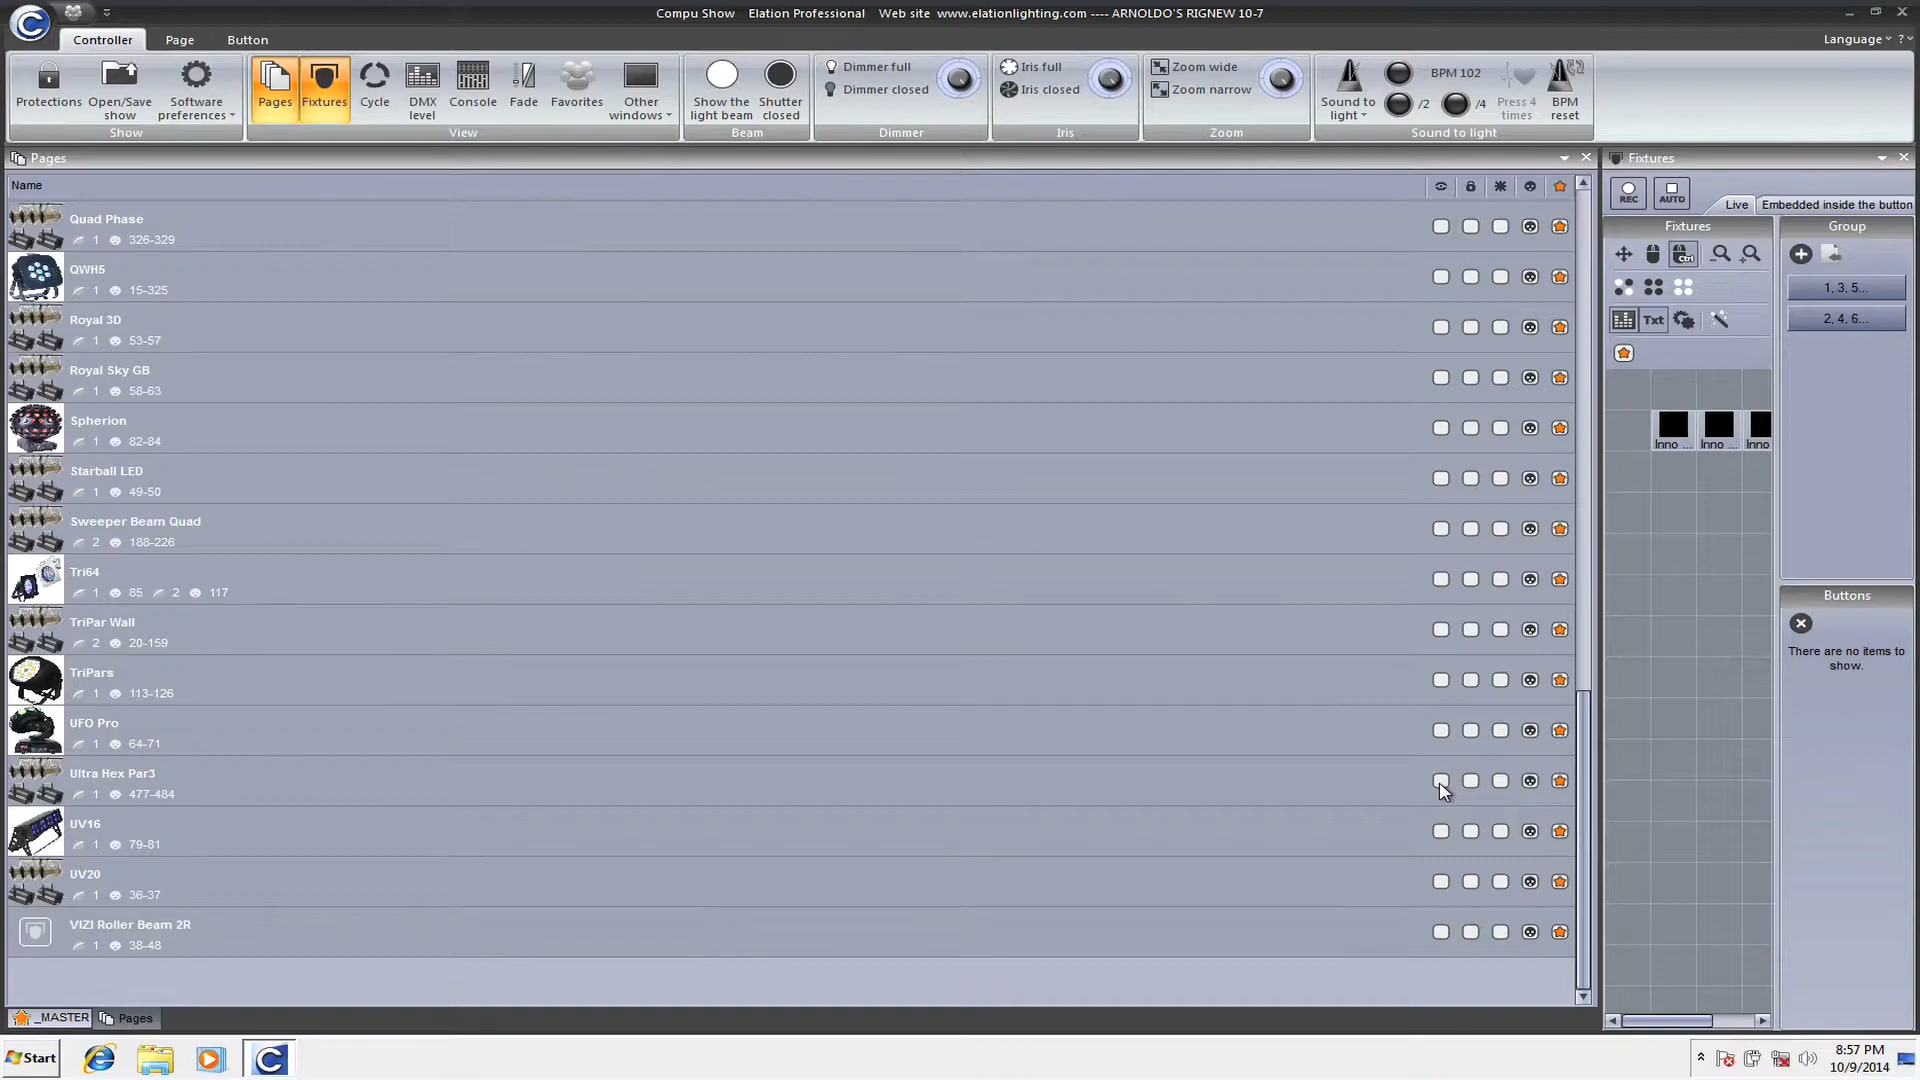 Compu Show Elation Professional Web site www.elationlighting.com ---- ARNOLDO'S RIGNEW 10-7
Controller Page Button Language ?
Protections
Open/Save show
Software preferences
Show
Pages
Fixtures
Cycle
DMX level
Console
Fade
Favorites
Other windows
View
Show the light beam
Shutter closed
Beam
Dimmer full
Dimmer closed
Dimmer
Iris full
Iris closed
Iris
Zoom wide
Zoom narrow
Zoom
Sound to light
BPM 102
/2
/4
Press 4 times
BPM reset
Sound to light
Pages
Name
Quad Phase
1 326-329
QWH5
1 15-325
Royal 3D
1 53-57
Royal Sky GB
1 58-63
Spherion
1 82-84
Starball LED
1 49-50
Sweeper Beam Quad
2 188-226
Tri64
1 85 2 117
TriPar Wall
2 20-159
TriPars
1 113-126
UFO Pro
1 64-71
Ultra Hex Par3
1 477-484
UV16
1 79-81
UV20
1 36-37
VIZI Roller Beam 2R
1 38-48
_MASTER Pages
Fixtures
REC AUTO Live Embedded inside the button
Fixtures
Ctrl
Txt
Inno ... Inno ... Inno
Group
1, 3, 5...
2, 4, 6...
Buttons
There are no items to
show.
Start
8:57 PM
10/9/2014